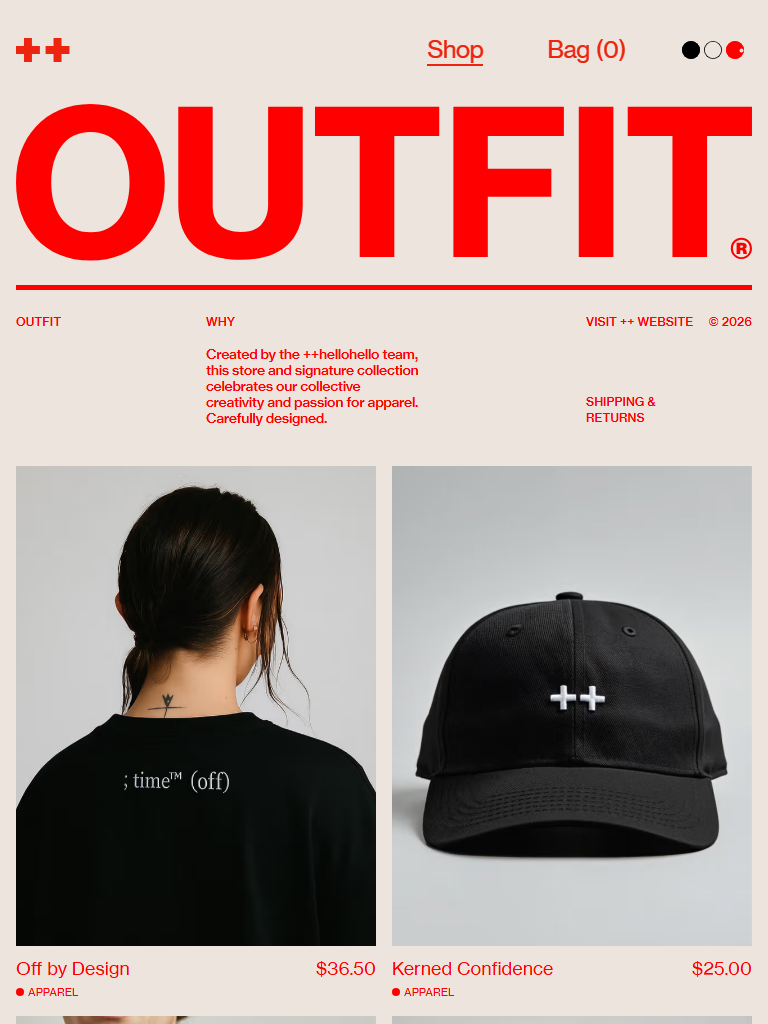 ++
Shop
Bag (0)
OUTFIT®
OUTFIT
WHY
VISIT ++ WEBSITE
© 2026
Created by the ++hellohello team,
this store and signature collection
celebrates our collective
creativity and passion for apparel.
Carefully designed.
SHIPPING &
RETURNS
; time™ (off)
++
Off by Design
$36.50
APPAREL
Kerned Confidence
$25.00
APPAREL